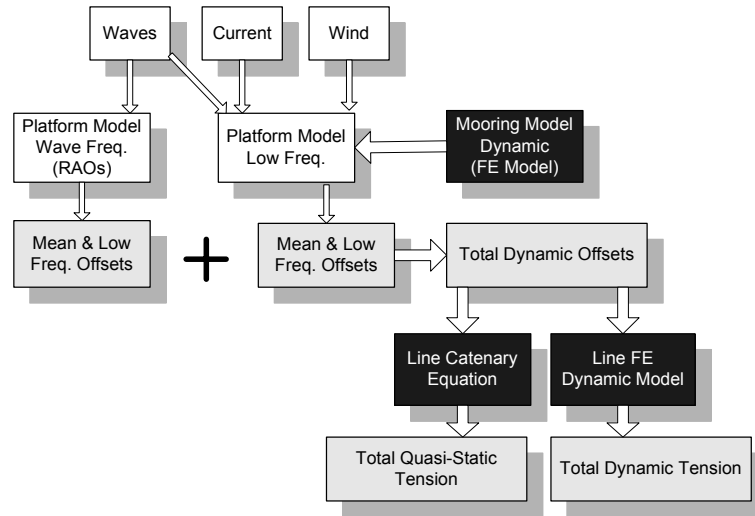 Waves
Current
Wind
Platform Model
Wave Freq.
(RAOs)
Platform Model
Low Freq.
Mooring Model
Dynamic
(FE Model)
Mean & Low
Freq. Offsets
+
Mean & Low
Freq. Offsets
Total Dynamic Offsets
Line Catenary
Equation
Line FE
Dynamic Model
Total Quasi-Static
Tension
Total Dynamic Tension